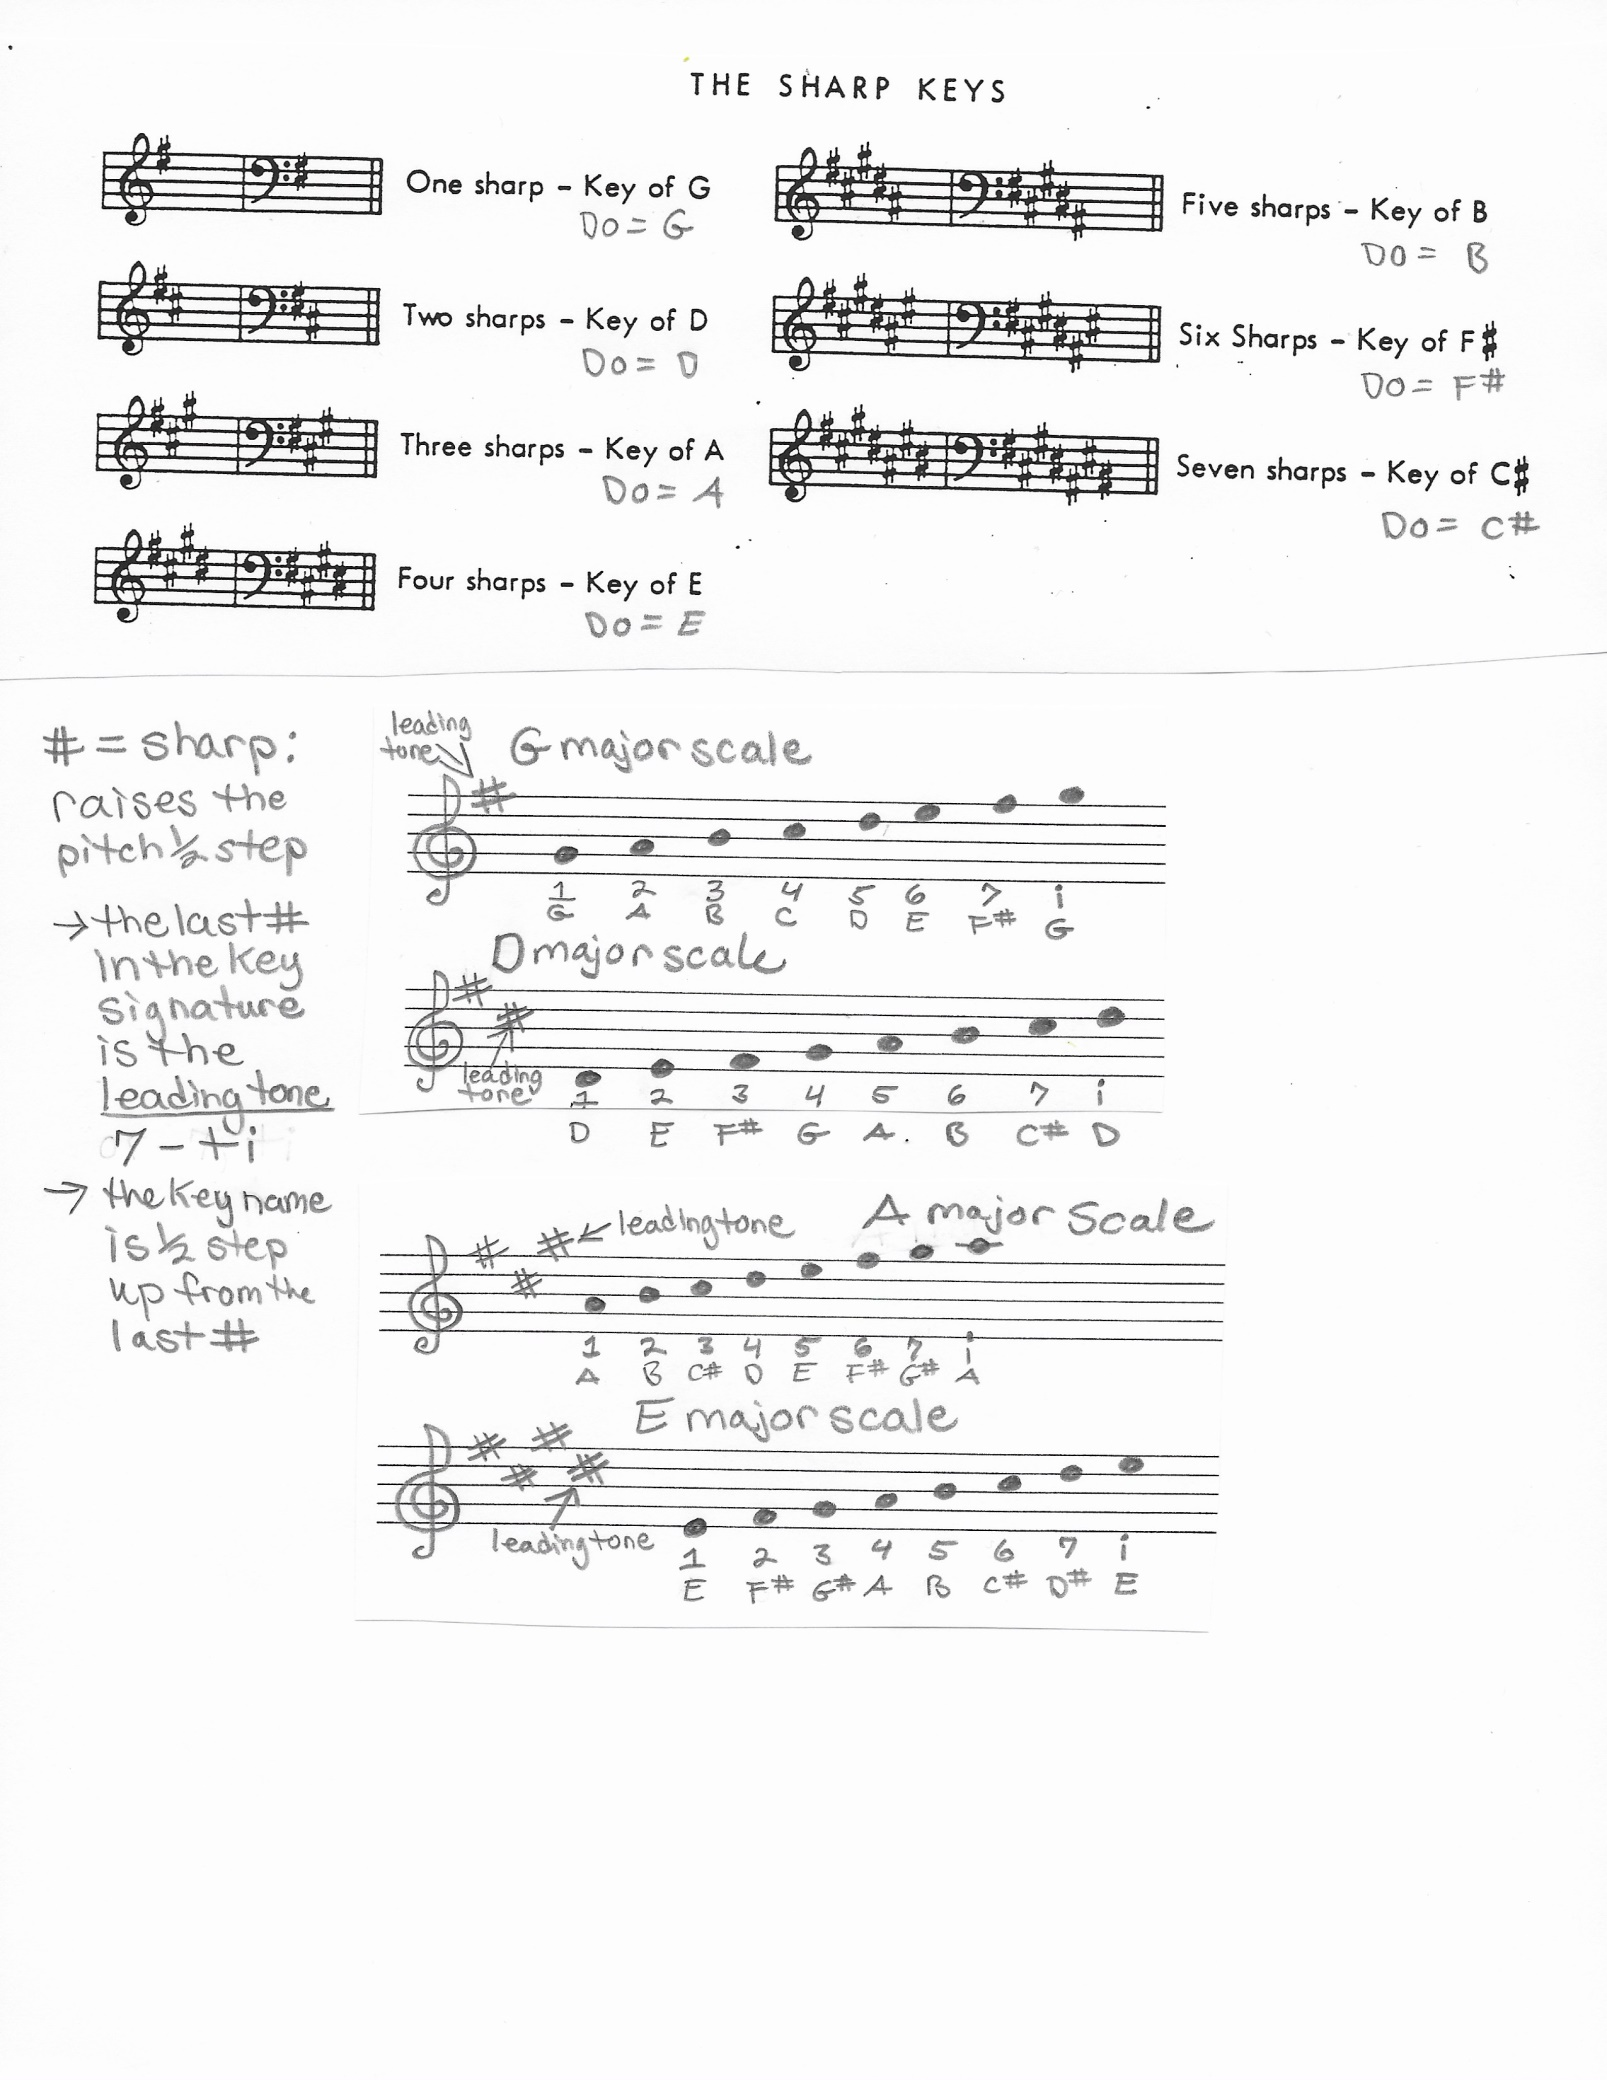 THE SHARP KEYS
One sharp – Key of G
Do = G
Two sharps – Key of D
Do = D
Three sharps – Key of A
Do = A
Four sharps – Key of E
Do = E
Five sharps – Key of B
Do = B
Six Sharps – Key of F#
Do = F#
Seven sharps – Key of C#
Do = C#
# = sharp:
raises the
pitch ½ step
→ the last #
in the key
signature
is the
leading tone
7 – ti
→ the key name
is ½ step
up from the
last #
leading
tone
G major scale
1 2 3 4 5 6 7 i
G A B C D E F# G
D major scale
leading
tone
1 2 3 4 5 6 7 i
D E F# G A. B C# D
leading tone
A major Scale
1 2 3 4 5 6 7 i
A B C# D E F# G# A
E major scale
leading tone
1 2 3 4 5 6 7 i
E F# G# A B C# D# E